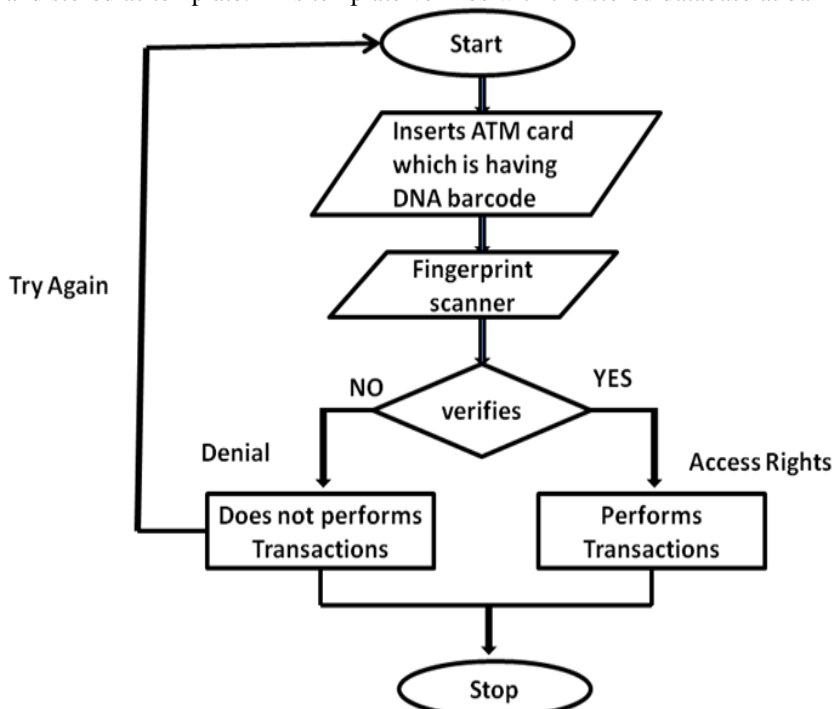 Start
Inserts ATM card
which is having
DNA barcode
Fingerprint
scanner
Try Again
NO
YES
verifies
Denial
Access Rights
Does not performs
Transactions
Performs
Transactions
Stop